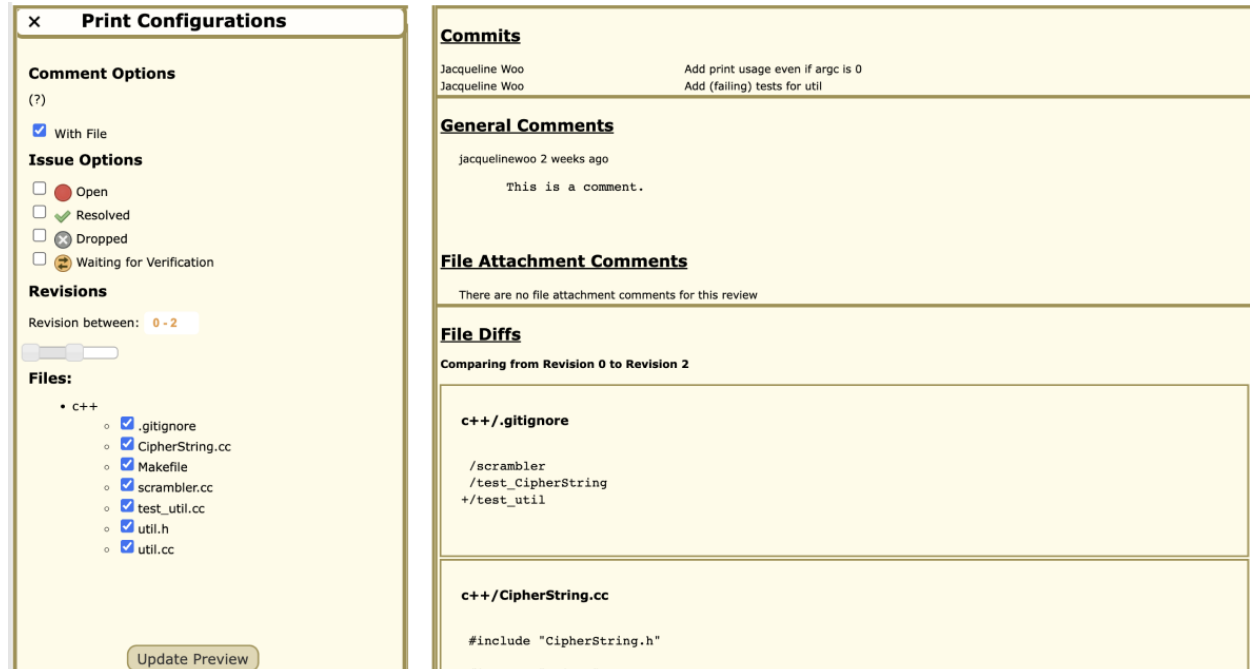 × Print Configurations
Comment Options
(?)
With File
Issue Options
Open
Resolved
Dropped
Waiting for Verification
Revisions
Revision between: 0 - 2
Files:
• c++
◦ .gitignore
◦ CipherString.cc
◦ Makefile
◦ scrambler.cc
◦ test_util.cc
◦ util.h
◦ util.cc
Update Preview
Commits
Jacqueline Woo Add print usage even if argc is 0
Jacqueline Woo Add (failing) tests for util
General Comments
jacquelinewoo 2 weeks ago
This is a comment.
File Attachment Comments
There are no file attachment comments for this review
File Diffs
Comparing from Revision 0 to Revision 2
c++/.gitignore
/scrambler
/test_CipherString
+/test_util
c++/CipherString.cc
#include "CipherString.h"